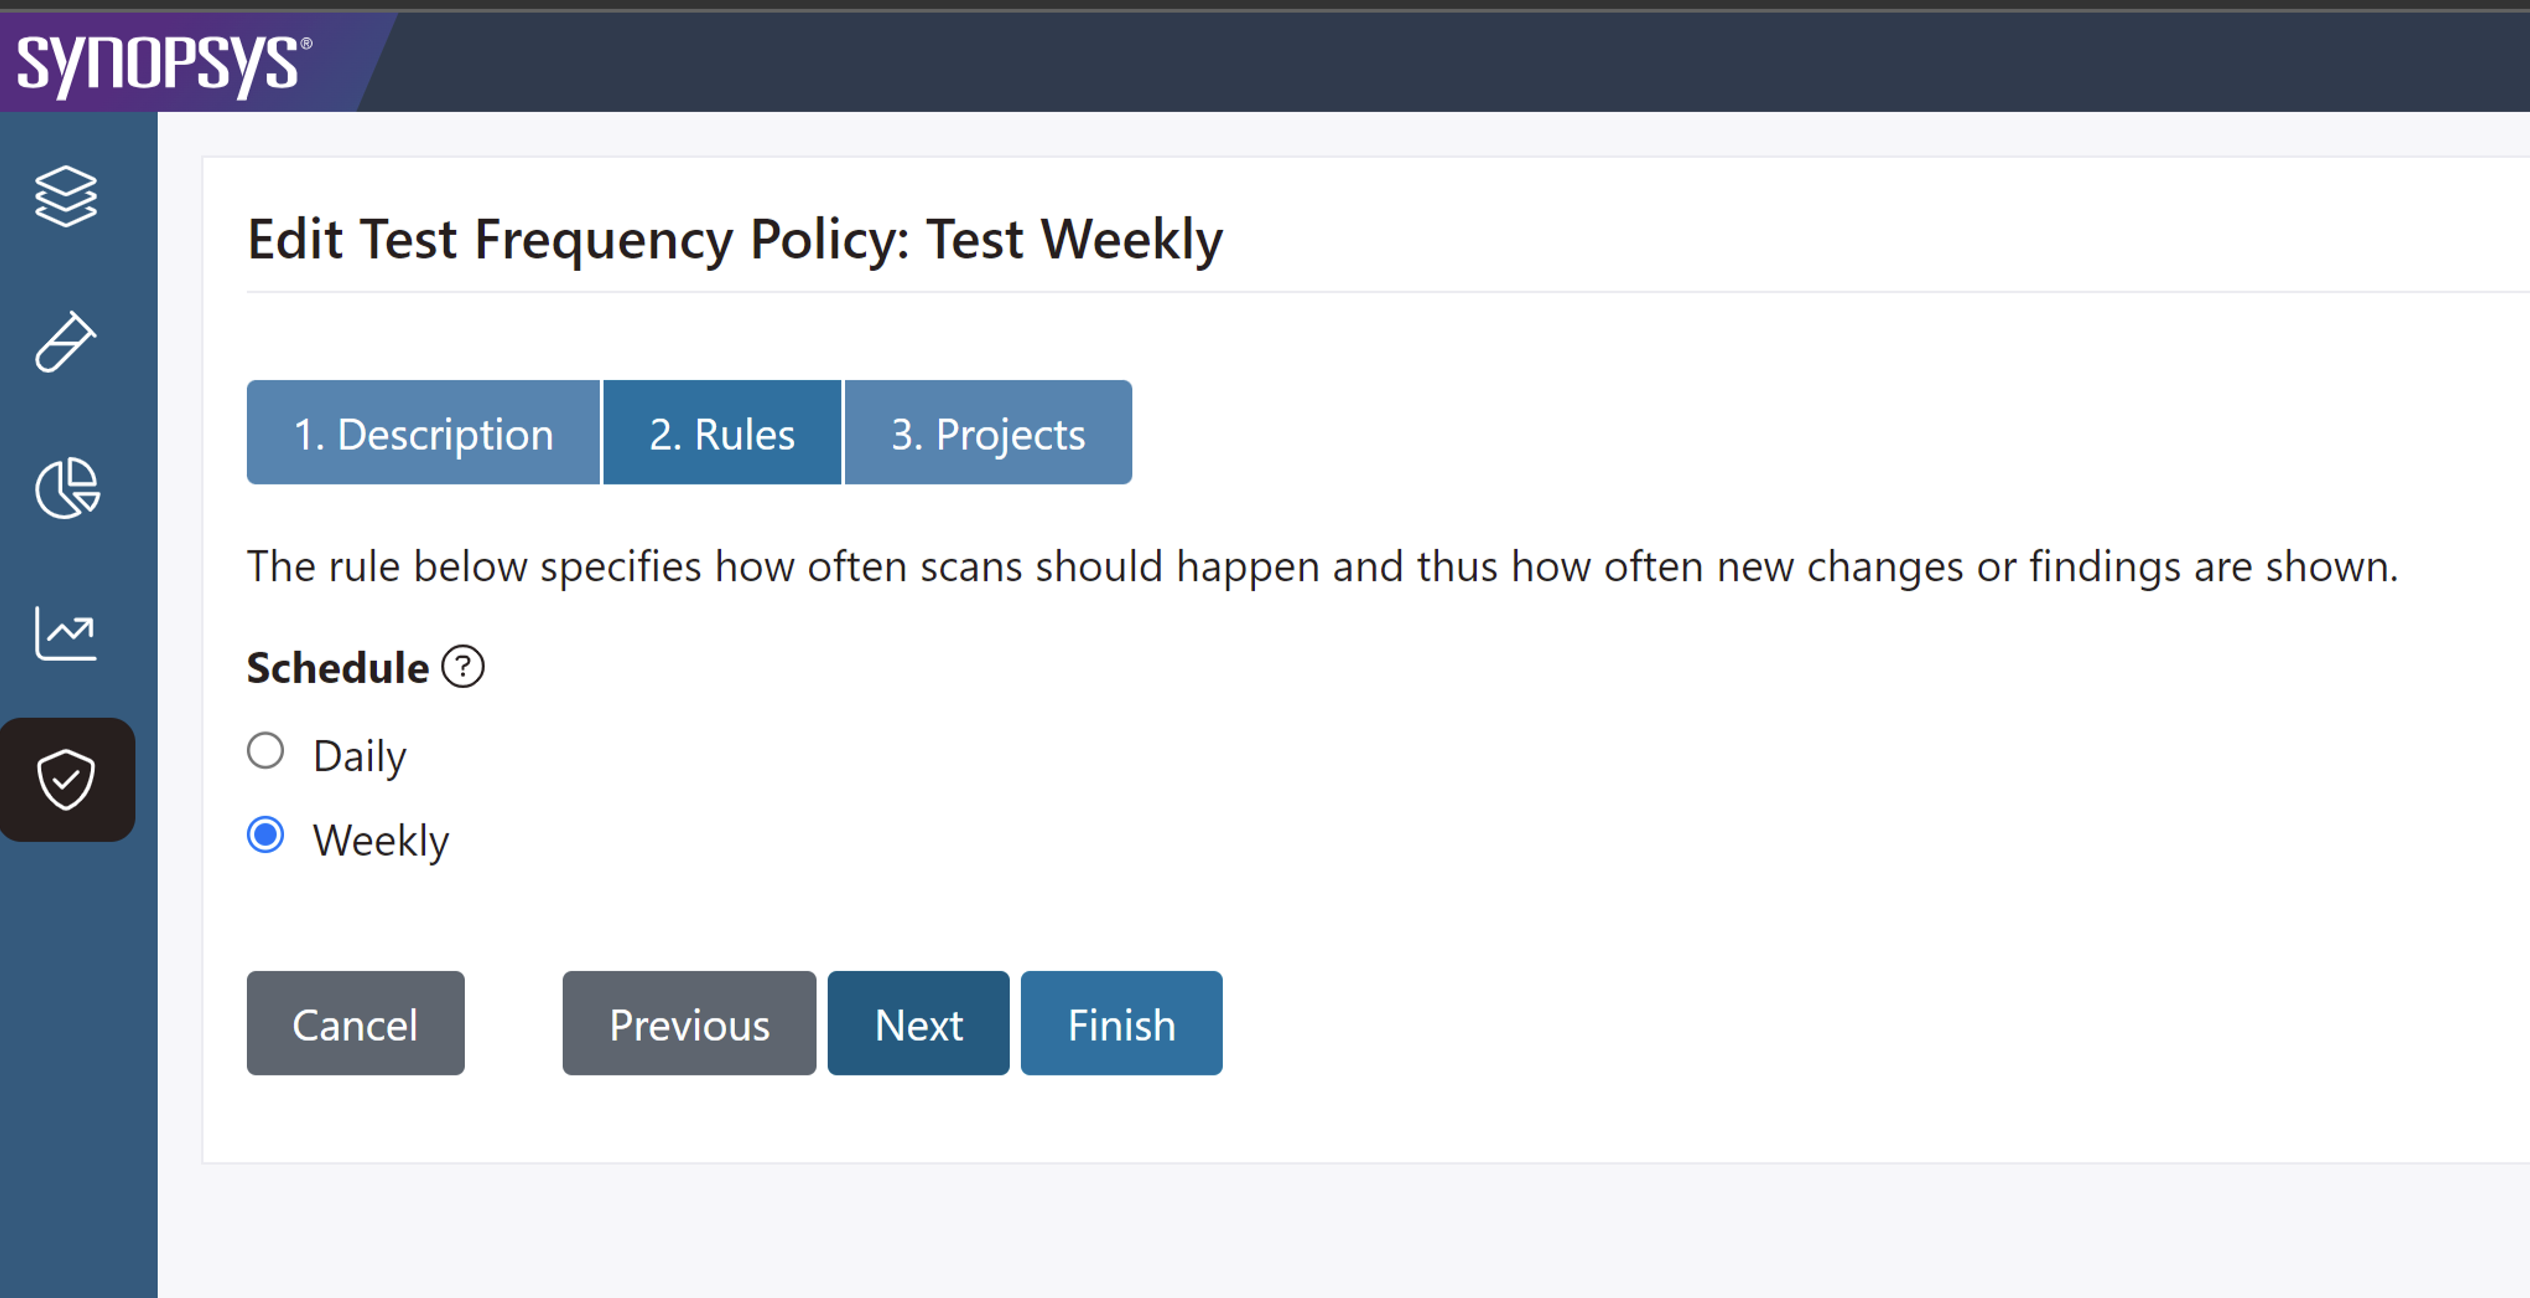 SYNOPSYS®
Edit Test Frequency Policy: Test Weekly
1. Description 2. Rules 3. Projects
The rule below specifies how often scans should happen and thus how often new changes or findings are shown.
Schedule ?
Daily
Weekly
Cancel Previous Next Finish